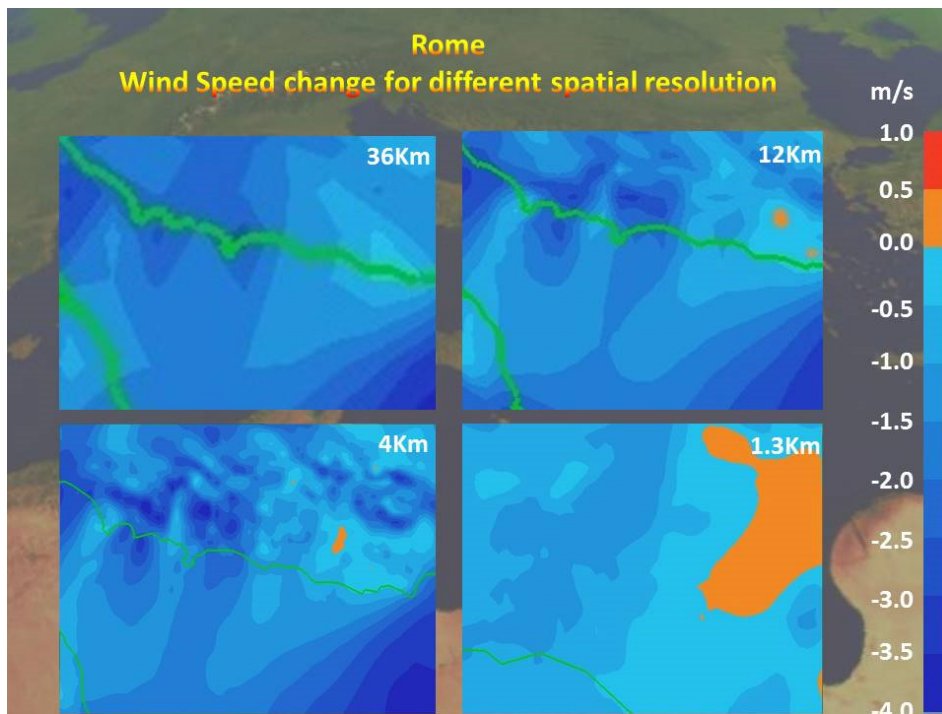 Rome
Wind Speed change for different spatial resolution
m/s
36Km
12Km
4Km
1.3Km
1.0
0.5
0.0
-0.5
-1.0
-1.5
-2.0
-2.5
-3.0
-3.5
-4.0